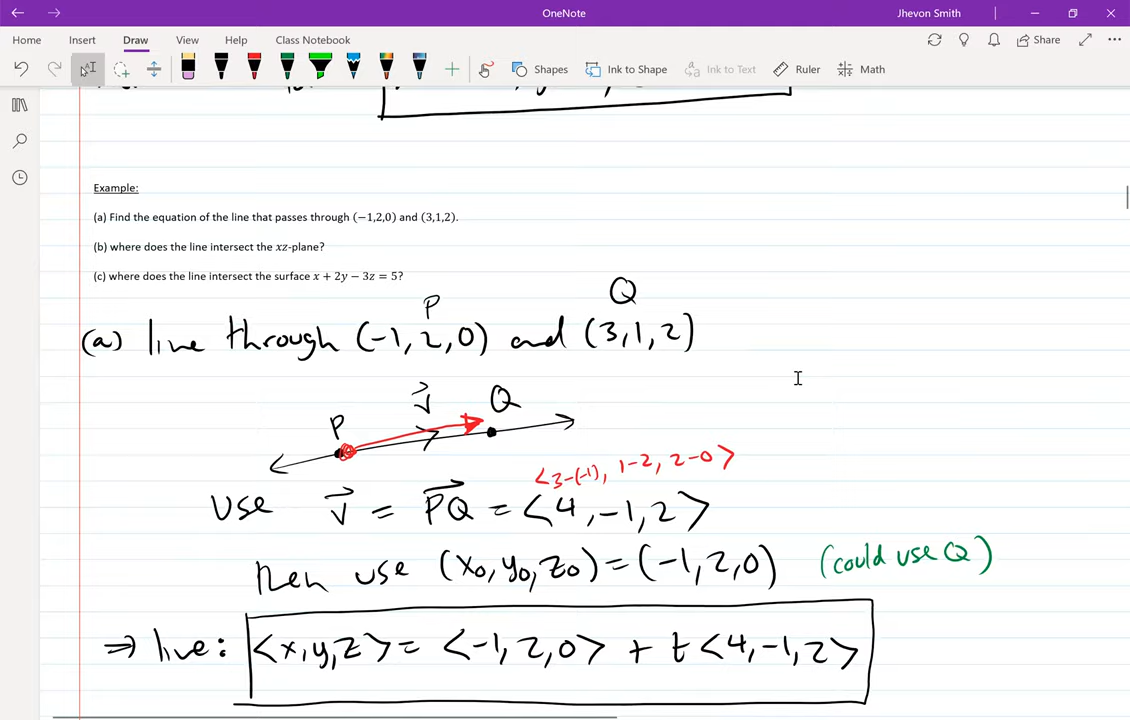 OneNote
Jhevon Smith
Home Insert Draw View Help Class Notebook
Share
Shapes Ink to Shape Ink to Text Ruler Math
Example:
(a) Find the equation of the line that passes through (−1,2,0) and (3,1,2).
(b) where does the line intersect the xz-plane?
(c) where does the line intersect the surface x + 2y − 3z = 5?
P Q
(a) line through (-1, 2, 0) and (3, 1, 2)
P v⃗ Q
<3-(-1), 1-2, 2-0>
Use v⃗ = PQ⃗ = <4, -1, 2>
Then use (x₀, y₀, z₀) = (-1, 2, 0) (could use Q)
⇒ line: <x, y, z> = <-1, 2, 0> + t<4, -1, 2>